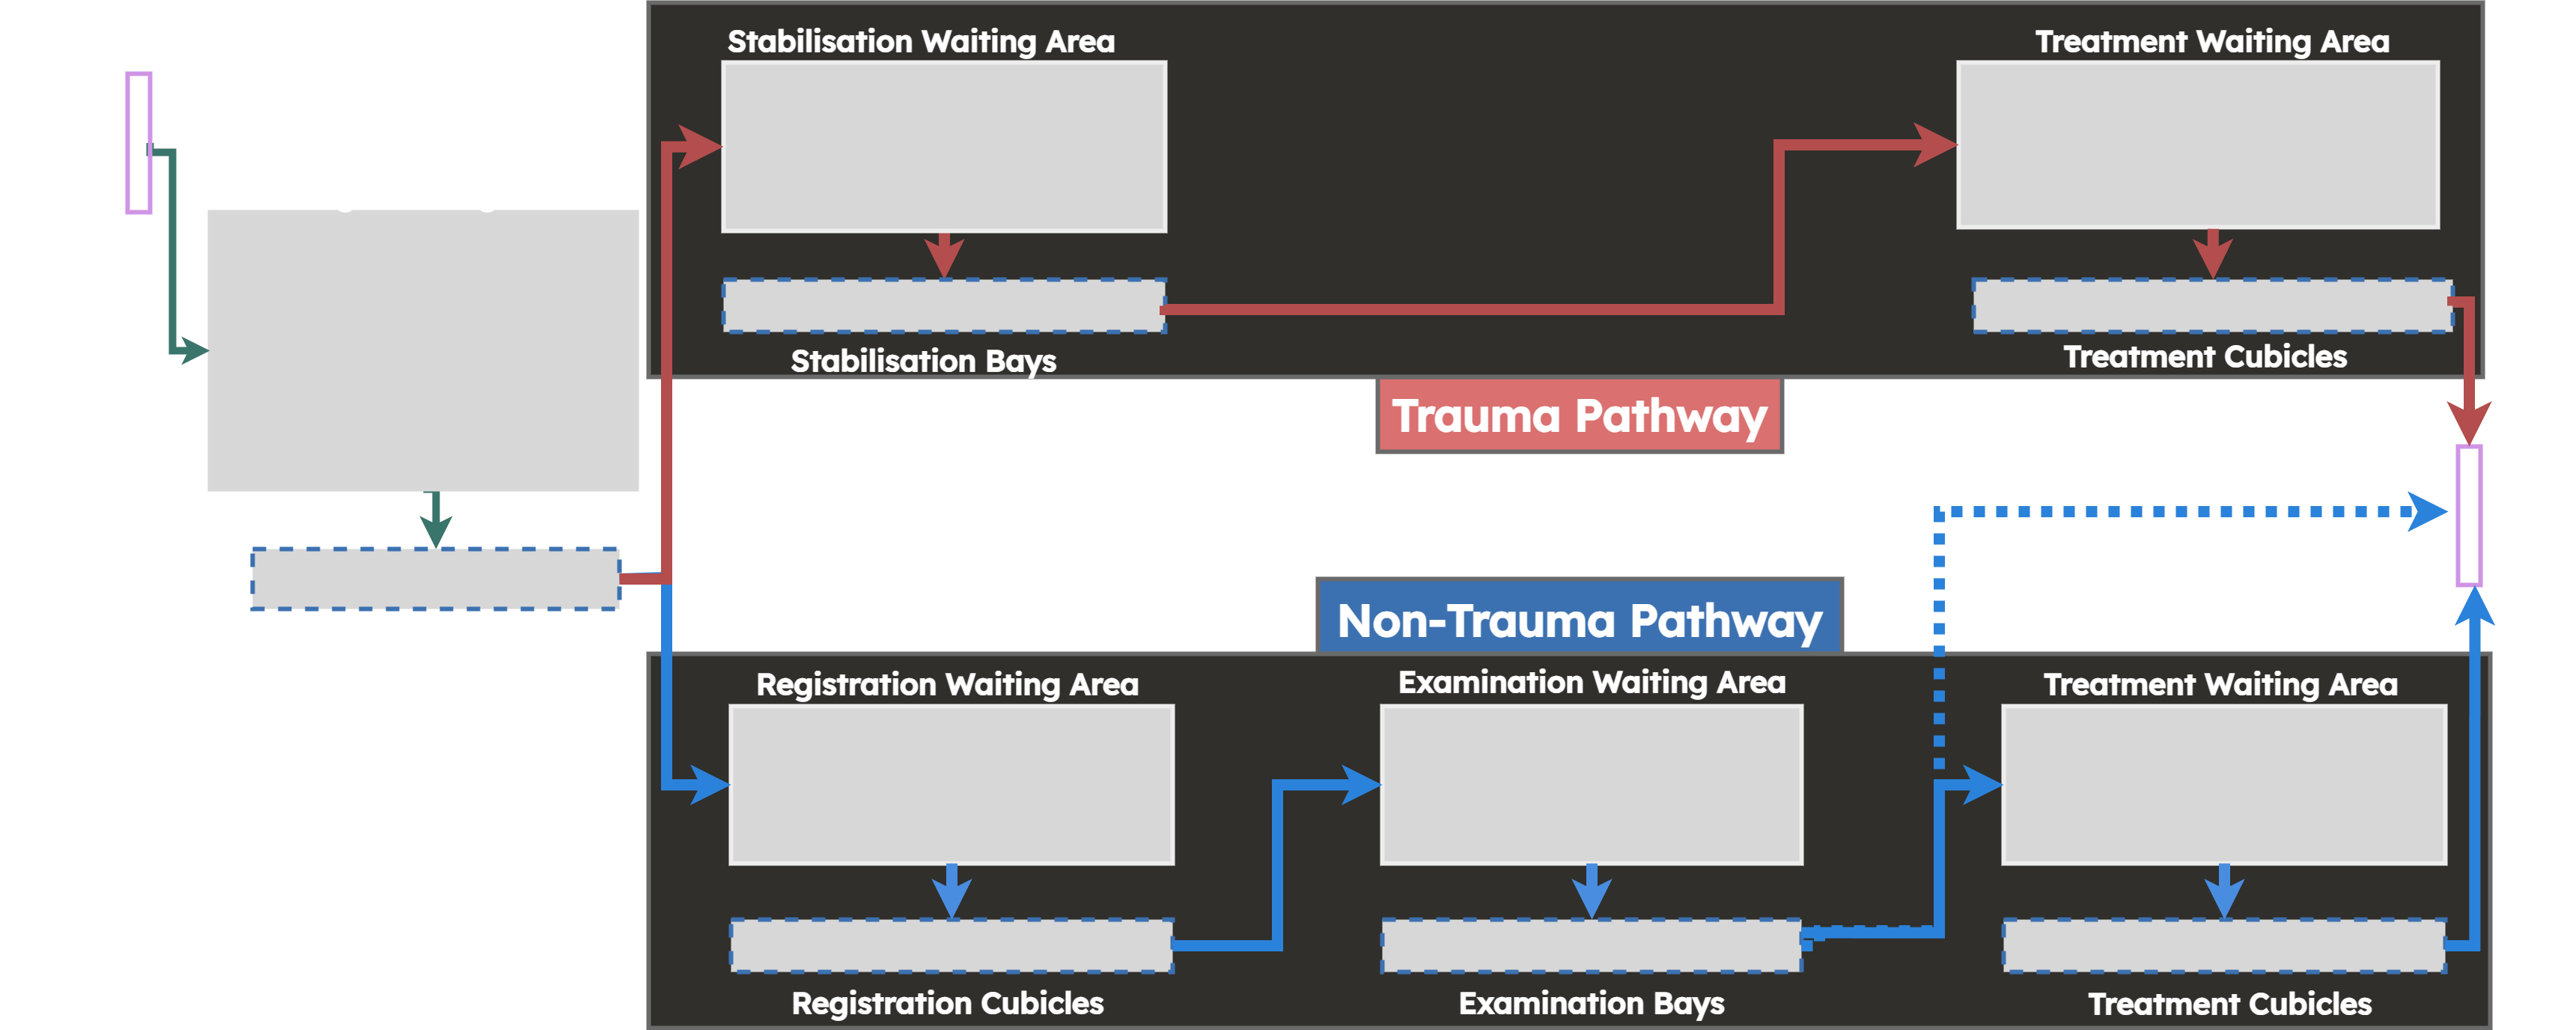 Stabilisation Waiting Area
Treatment Waiting Area
Stabilisation Bays
Treatment Cubicles
Trauma Pathway
Non-Trauma Pathway
Registration Waiting Area
Examination Waiting Area
Treatment Waiting Area
Registration Cubicles
Examination Bays
Treatment Cubicles